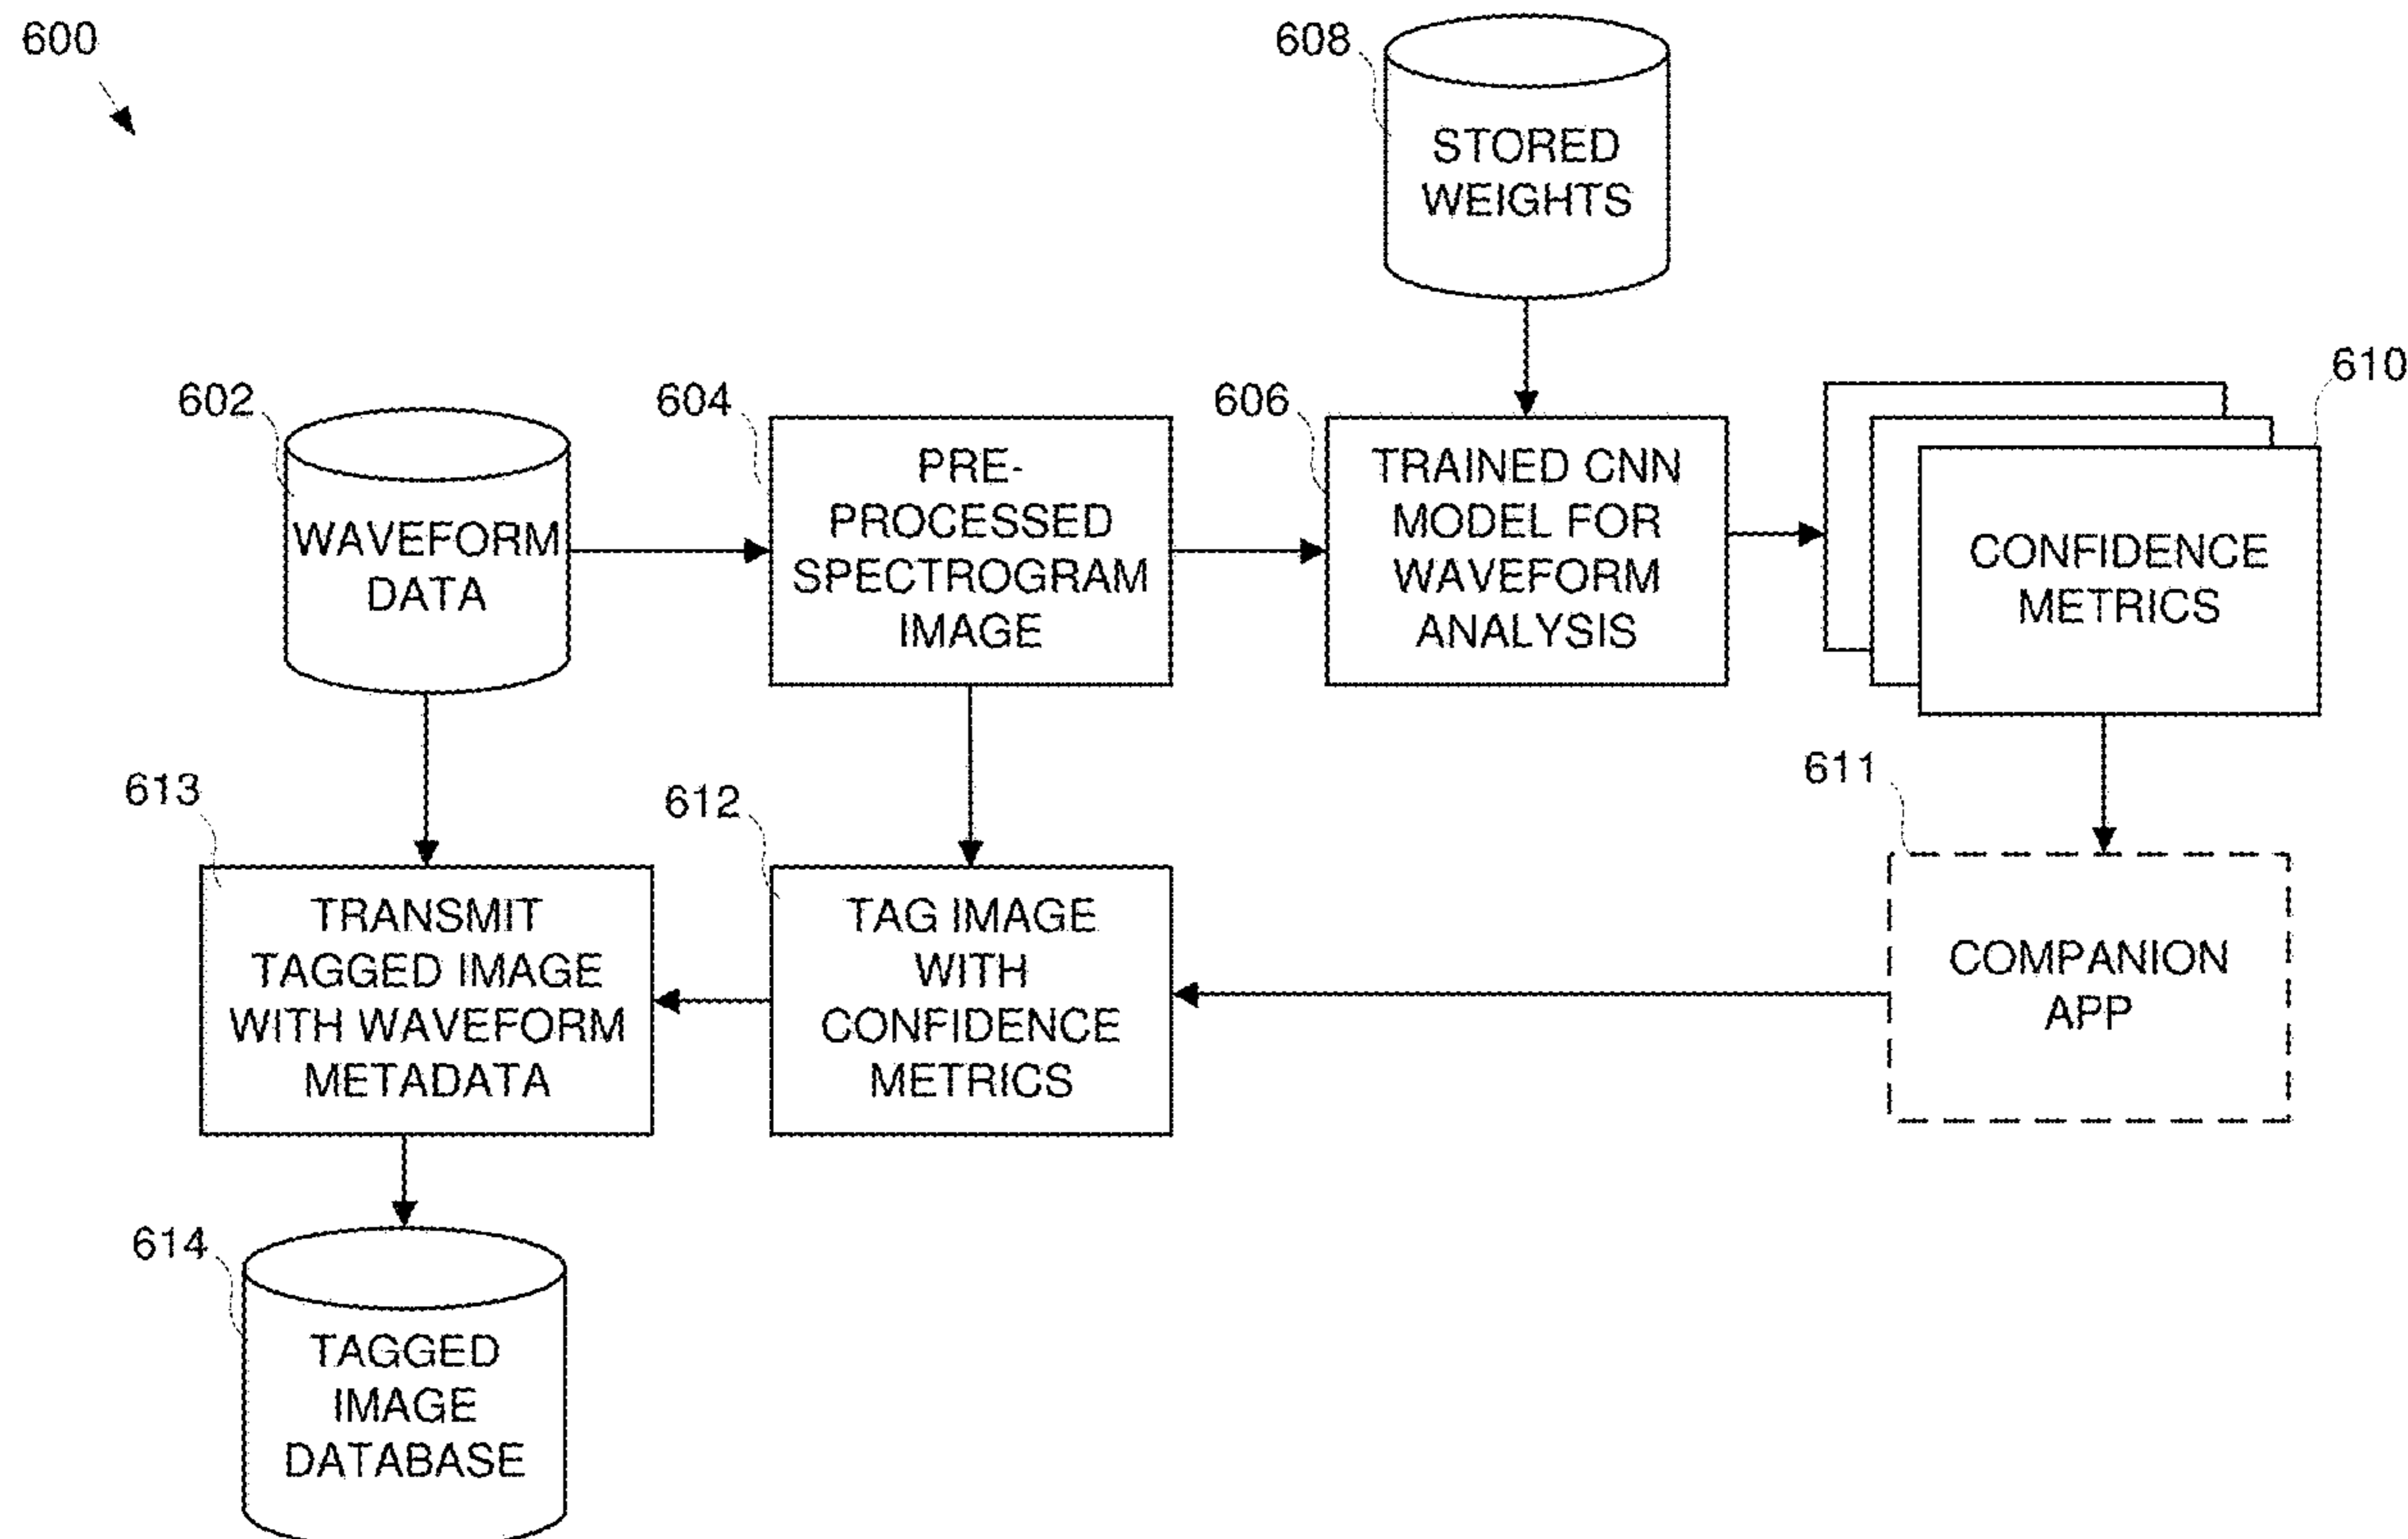 600
608
STORED
WEIGHTS
602
604
606
610
WAVEFORM
DATA
PRE-
PROCESSED
SPECTROGRAM
IMAGE
TRAINED CNN
MODEL FOR
WAVEFORM
ANALYSIS
CONFIDENCE
METRICS
613
612
611
TRANSMIT
TAGGED IMAGE
WITH WAVEFORM
METADATA
TAG IMAGE
WITH
CONFIDENCE
METRICS
COMPANION
APP
614
TAGGED
IMAGE
DATABASE